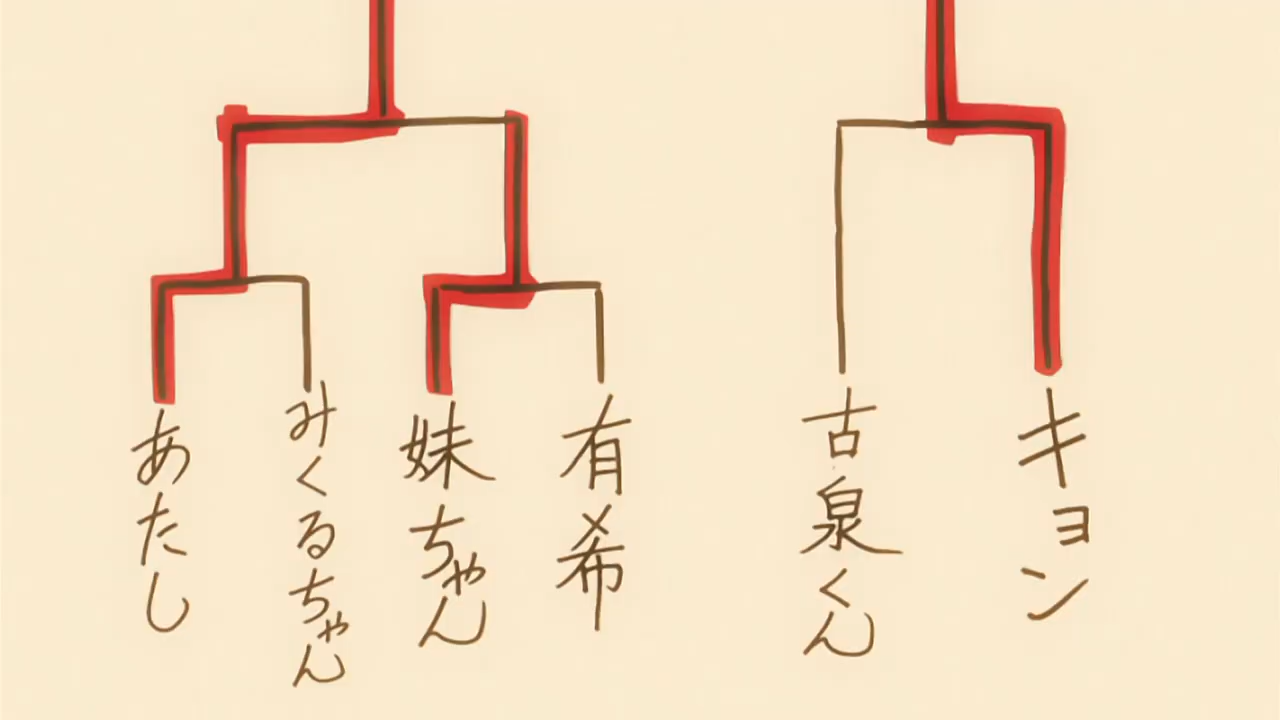 あたし
みくるちゃん
妹ちゃん
有希
古泉くん
キョン